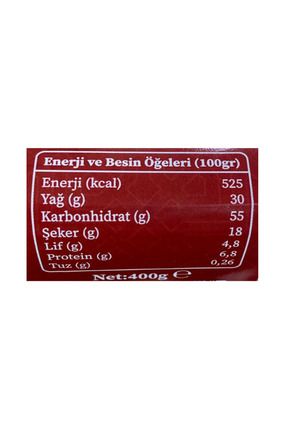 Enerji ve Besin Öğeleri (100gr)
Enerji (kcal) 525
Yağ (g) 30
Karbonhidrat (g) 55
Şeker (g) 18
Lif (g) 4,8
Protein (g) 6,8
Tuz (g) 0,26
Net:400g ℮